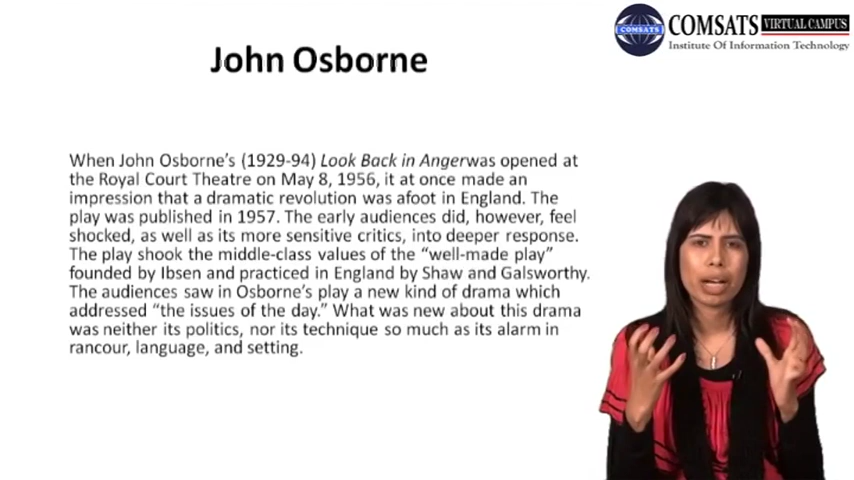 COMSATS VIRTUAL CAMPUS
COMSATS
Institute Of Information Technology
John Osborne
When John Osborne's (1929-94) Look Back in Angerwas opened at
the Royal Court Theatre on May 8, 1956, it at once made an
impression that a dramatic revolution was afoot in England. The
play was published in 1957. The early audiences did, however, feel
shocked, as well as its more sensitive critics, into deeper response.
The play shook the middle-class values of the “well-made play”
founded by Ibsen and practiced in England by Shaw and Galsworthy.
The audiences saw in Osborne's play a new kind of drama which
addressed “the issues of the day.” What was new about this drama
was neither its politics, nor its technique so much as its alarm in
rancour, language, and setting.